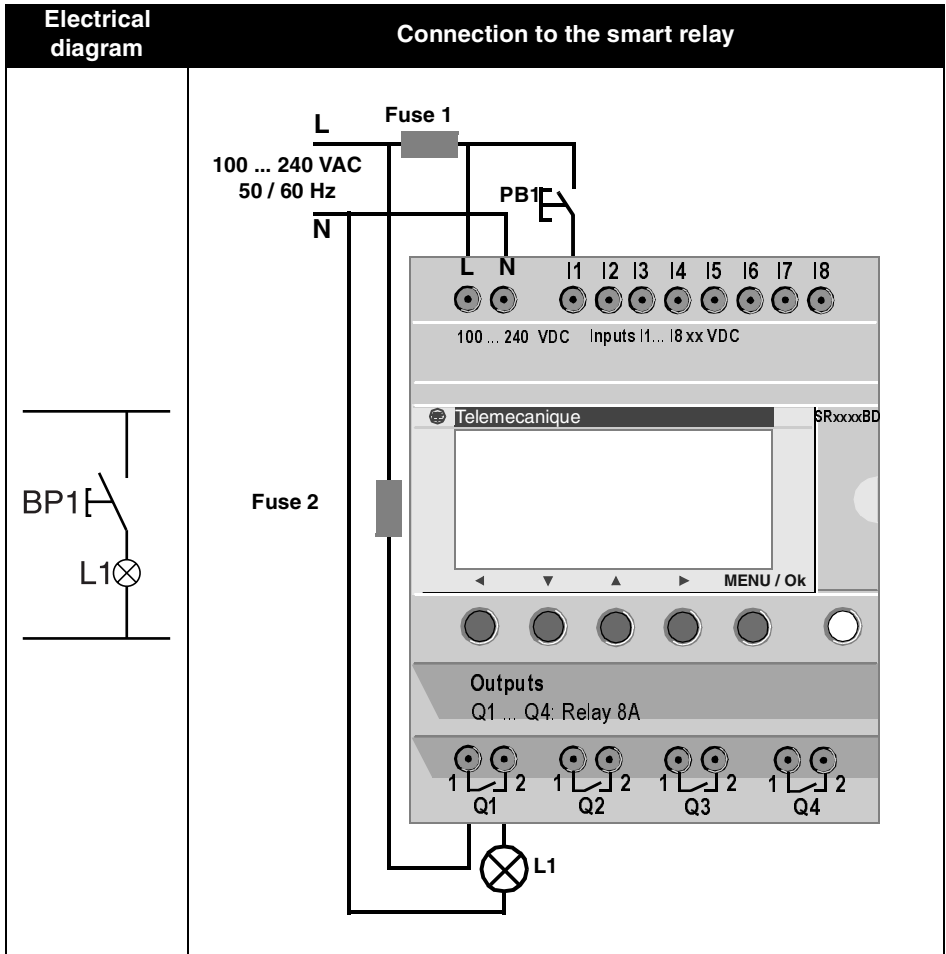 Electrical
diagram
Connection to the smart relay
Fuse 1
L
100 ... 240 VAC
50 / 60 Hz
PB1
N
L N I1 I2 I3 I4 I5 I6 I7 I8
100 ... 240 VDC Inputs I1... I8 xx VDC
Telemecanique
SRxxxxBD
BP1
Fuse 2
L1
◄ ▼ ▲ ► MENU / Ok
Outputs
Q1 ... Q4: Relay 8A
1 2 1 2 1 2 1 2
Q1 Q2 Q3 Q4
L1